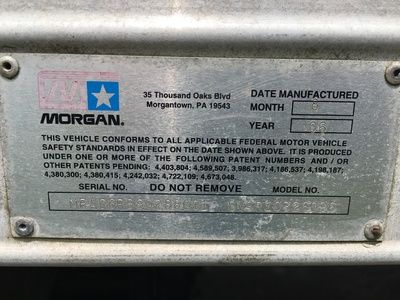 35 Thousand Oaks Blvd
Morgantown, PA 19543
MORGAN.
DATE MANUFACTURED
MONTH
YEAR
THIS VEHICLE CONFORMS TO ALL APPLICABLE FEDERAL MOTOR VEHICLE
SAFETY STANDARDS IN EFFECT ON THE DATE SHOWN ABOVE. IT IS PRODUCED
UNDER ONE OR MORE OF THE FOLLOWING PATENT NUMBERS AND / OR
OTHER PATENTS PENDING: 4,403,804; 4,589,507; 3,986,317; 4,186,537; 4,198,187;
4,380,300; 4,380,415; 4,242,032; 4,722,109; 4,673,048.
SERIAL NO. DO NOT REMOVE MODEL NO.